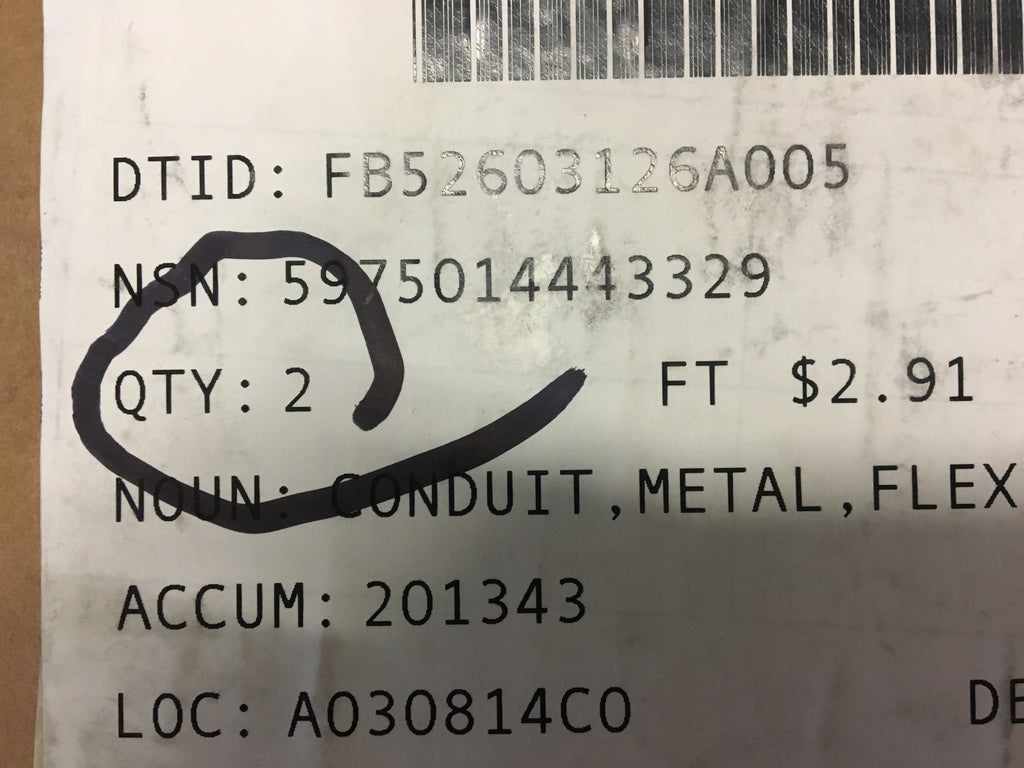 DTID: FB52603126A005
NSN: 5975014443329
QTY: 2 FT $2.91
NOUN: CONDUIT,METAL,FLEX
ACCUM: 201343
LOC: A030814C0 DE